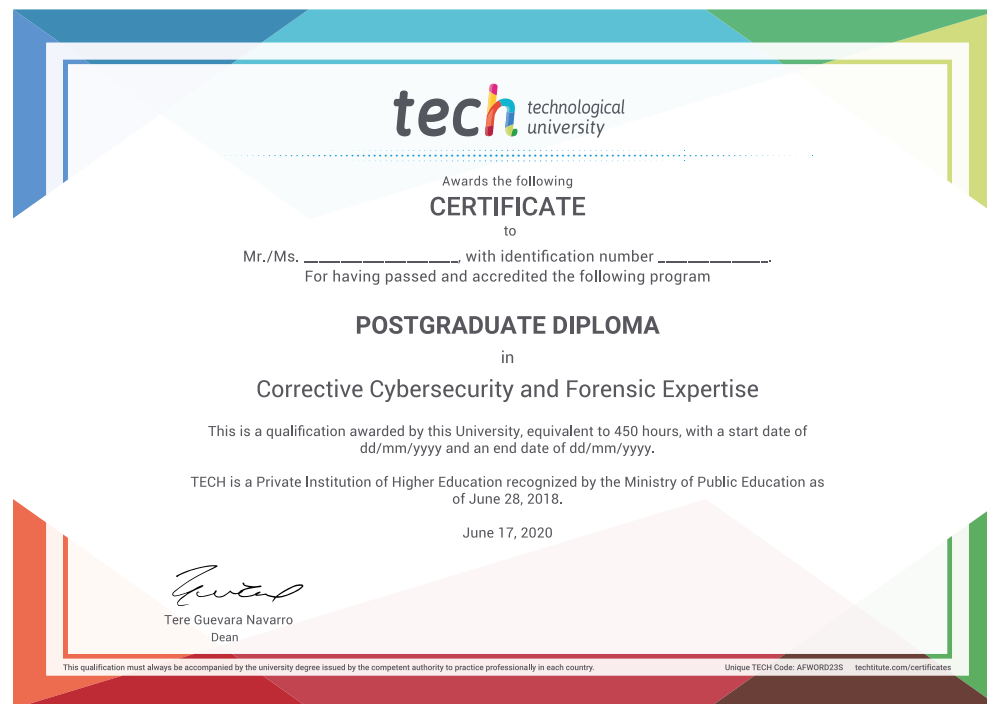 tech technological
university
Awards the following
CERTIFICATE
to
Mr./Ms. ____________________, with identification number ______________.
For having passed and accredited the following program
POSTGRADUATE DIPLOMA
in
Corrective Cybersecurity and Forensic Expertise
This is a qualification awarded by this University, equivalent to 450 hours, with a start date of
dd/mm/yyyy and an end date of dd/mm/yyyy.
TECH is a Private Institution of Higher Education recognized by the Ministry of Public Education as
of June 28, 2018.
June 17, 2020
Tere Guevara Navarro
Dean
This qualification must always be accompanied by the university degree issued by the competent authority to practice professionally in each country.
Unique TECH Code: AFWORD23S techtitute.com/certificates